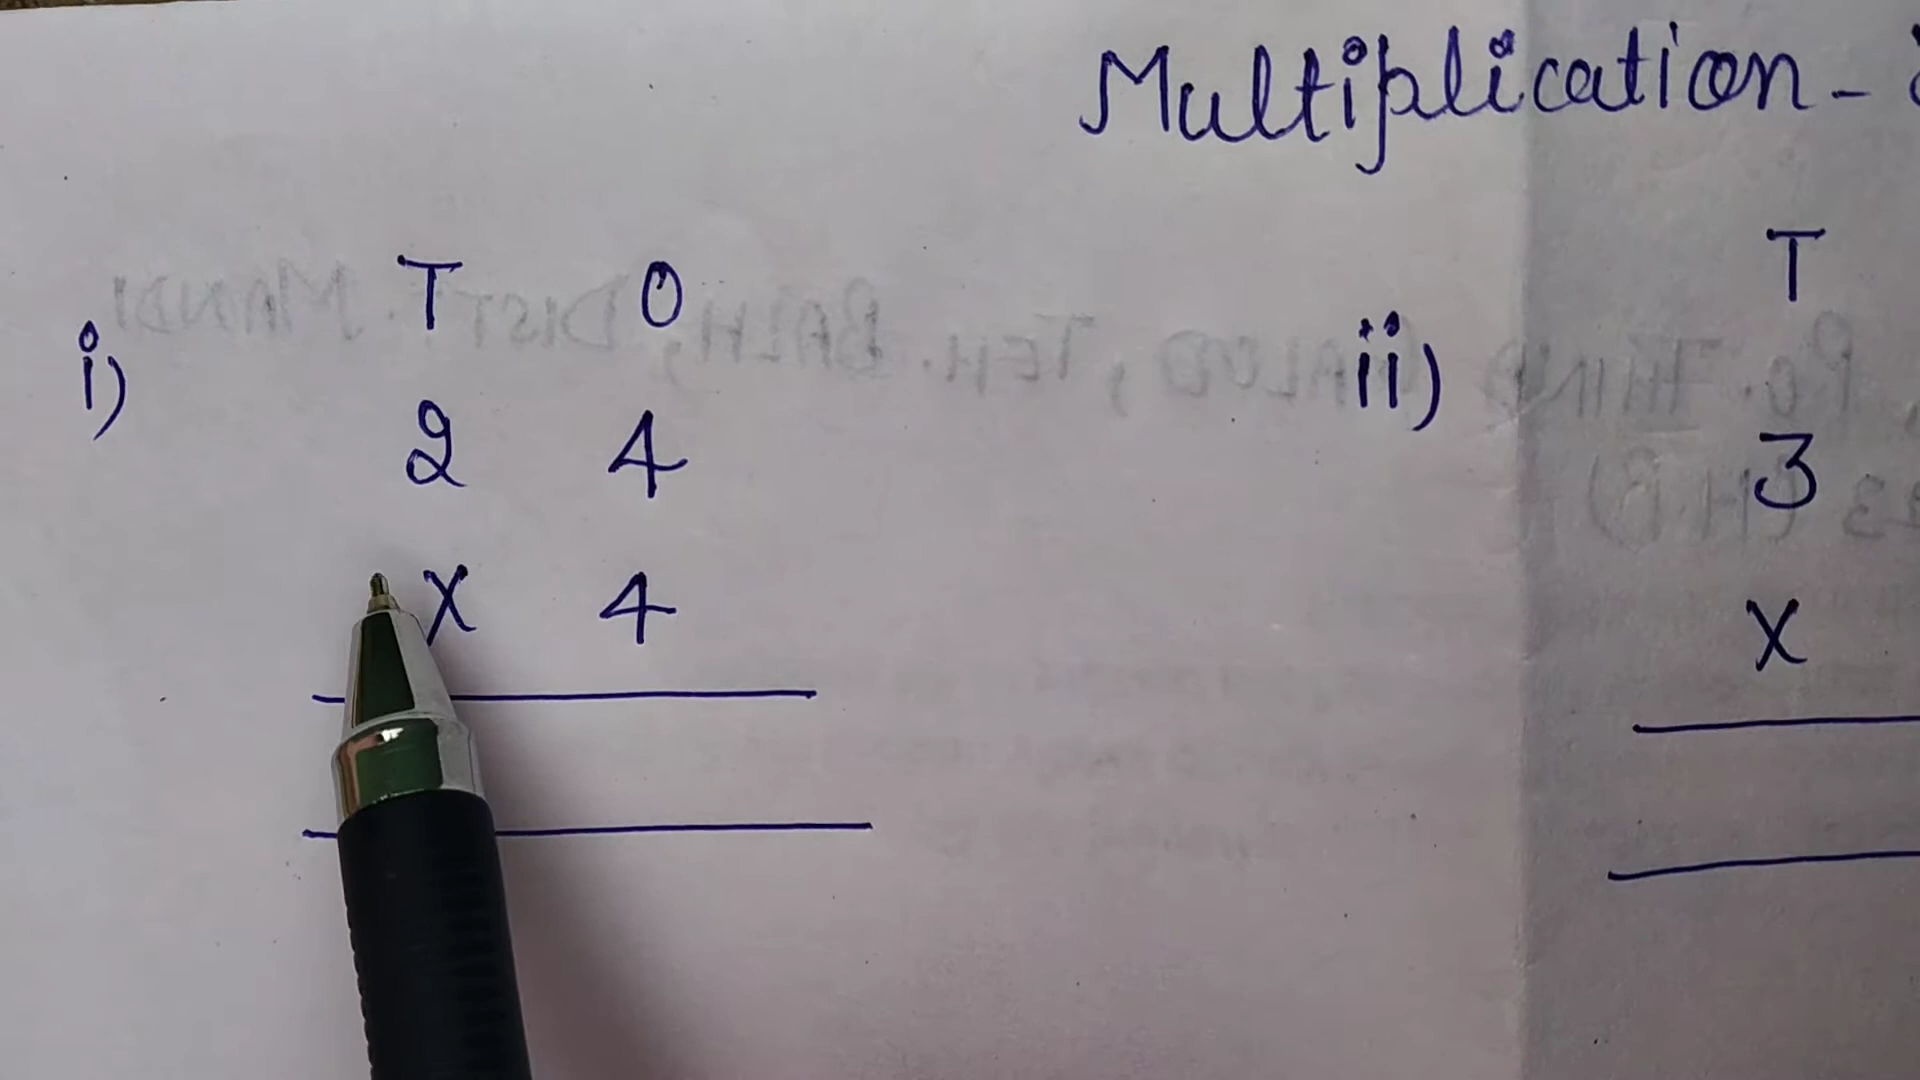 Multiplication -
T O
i) 2 4
X 4
T
ii) 3
X